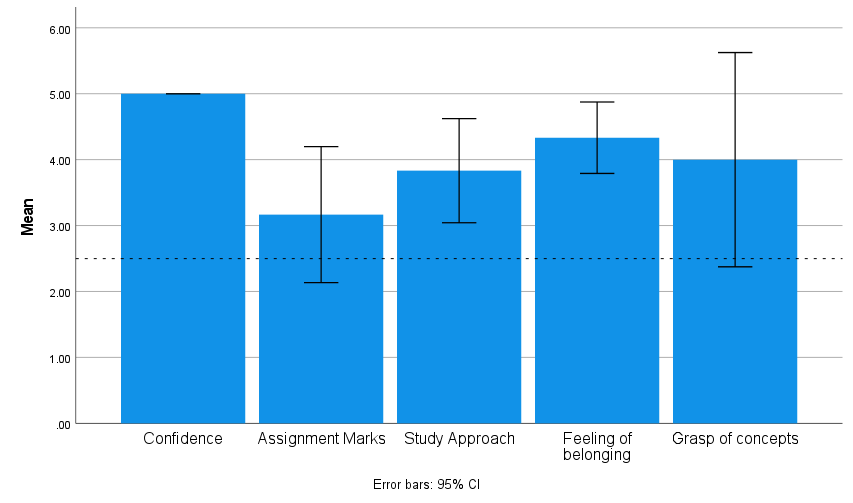 Mean
6.00
5.00
4.00
3.00
2.00
1.00
.00
Confidence
Assignment Marks
Study Approach
Feeling of
belonging
Grasp of concepts
Error bars: 95% CI